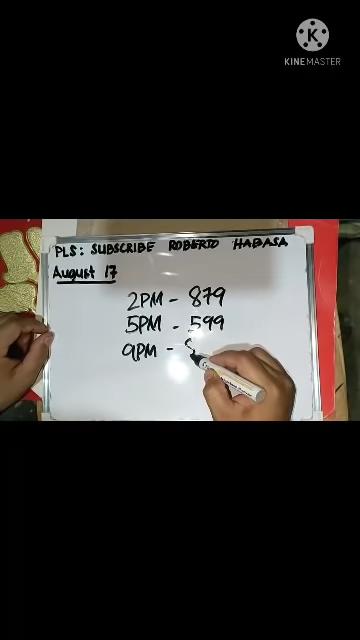 KINEMASTER
PLS: SUBSCRIBE ROBERTO HABASA
August 17
2PM - 879
5PM - 599
9PM -